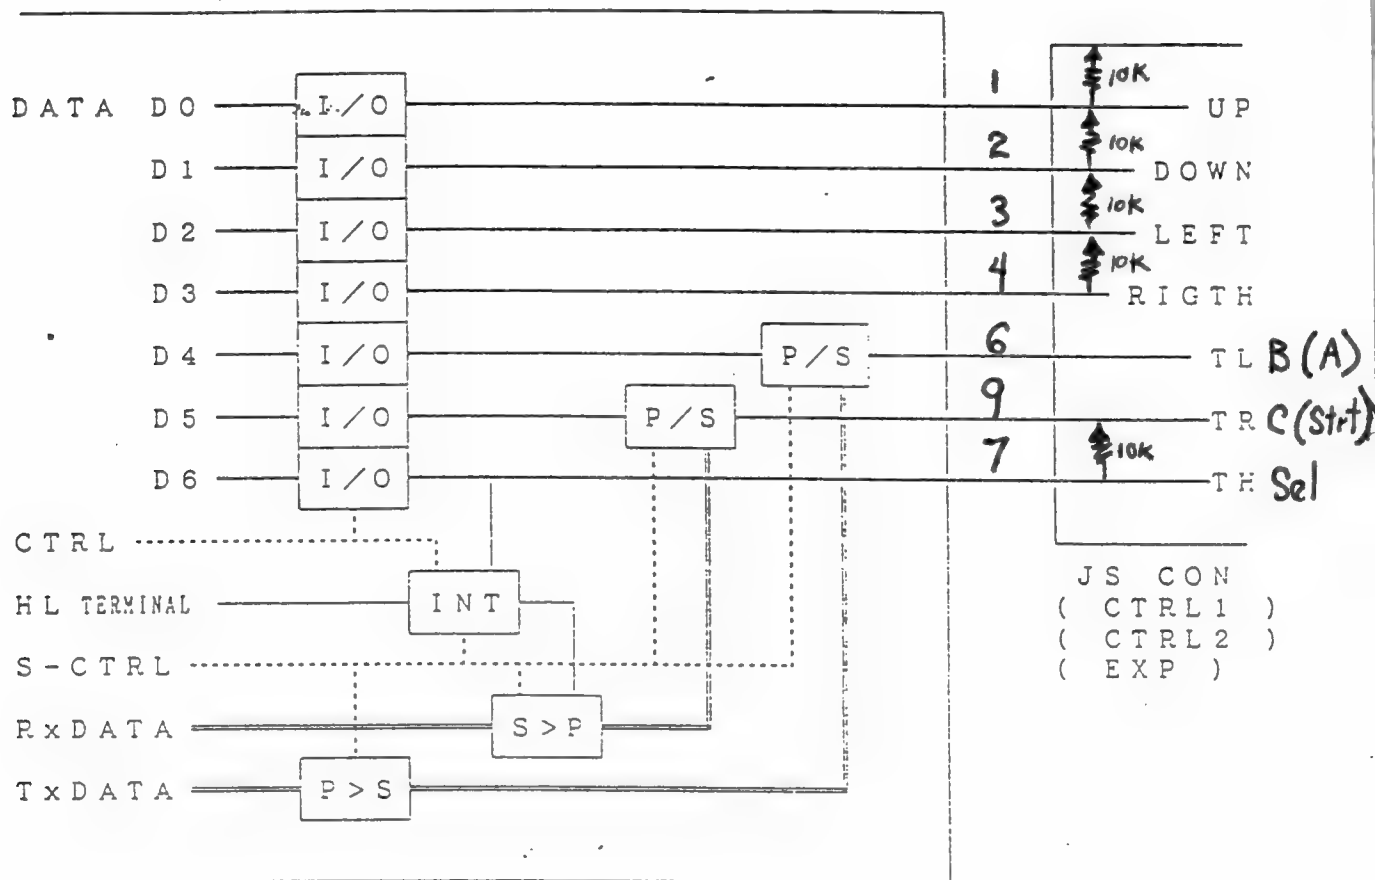 10K
DATA D0 I/O 1 UP
10K
D1 I/O 2 DOWN
10K
D2 I/O 3 LEFT
10K
D3 I/O 4 RIGTH
D4 I/O P/S 6 TL B(A)
D5 I/O P/S 9 TR C(Strt)
10K
D6 I/O 7 TH Sel
CTRL
HL TERMINAL INT
S-CTRL
RxDATA S>P
TxDATA P>S
JS CON
( CTRL1 )
( CTRL2 )
( EXP )